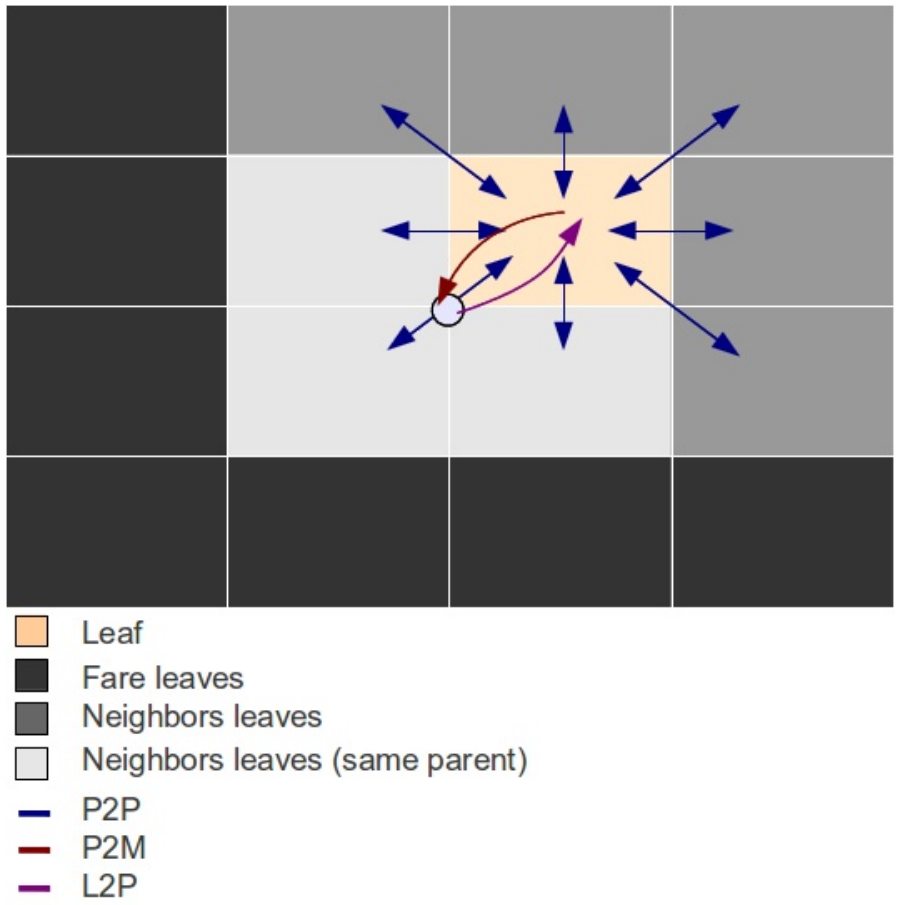 Leaf
Fare leaves
Neighbors leaves
Neighbors leaves (same parent)
P2P
P2M
L2P